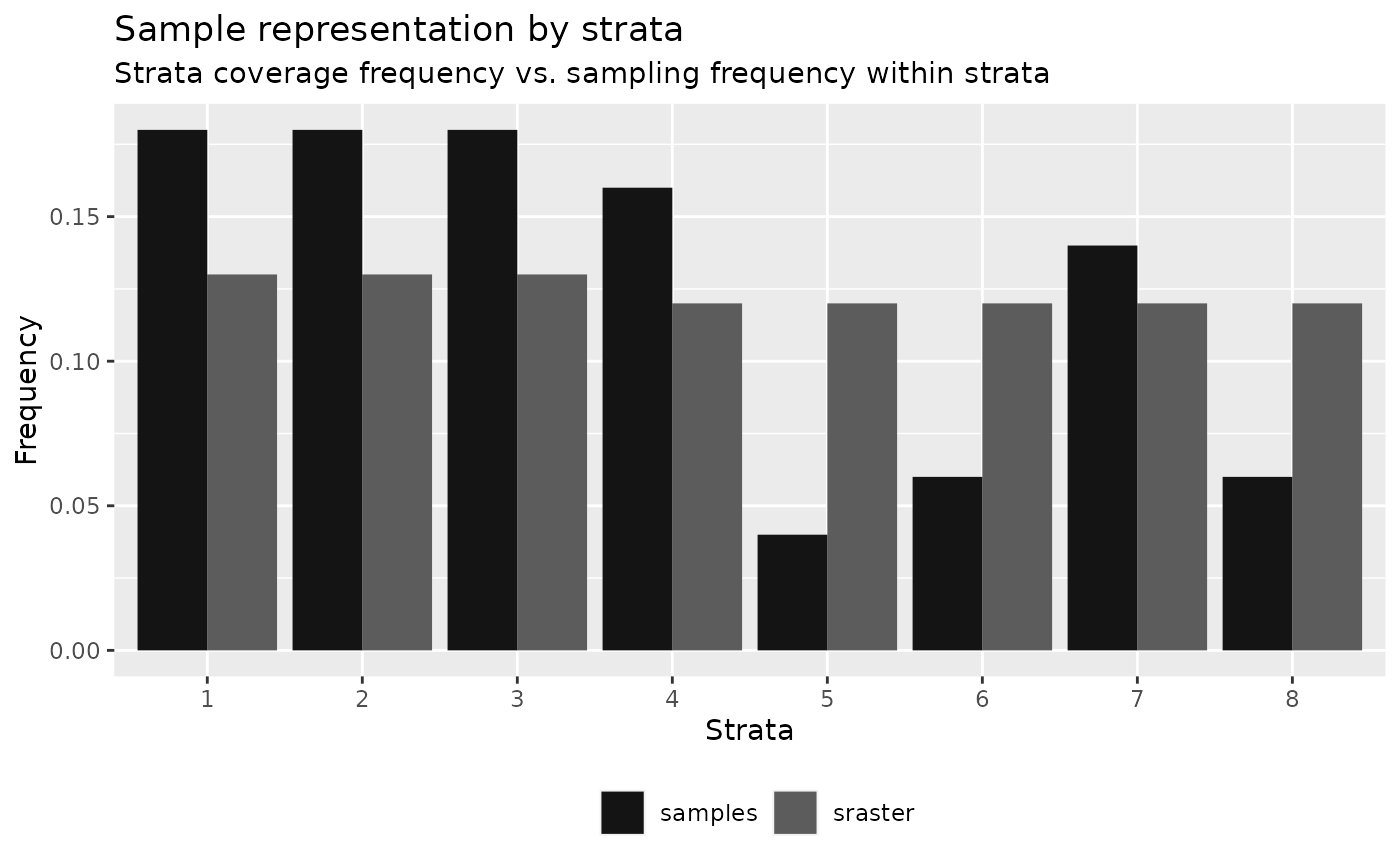 Sample representation by strata
Strata coverage frequency vs. sampling frequency within strata
Frequency
0.15
0.10
0.05
0.00
1 2 3 4 5 6 7 8
Strata
samples sraster